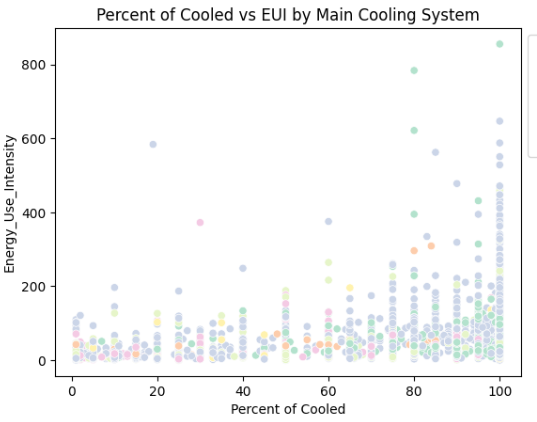 Percent of Cooled vs EUI by Main Cooling System
Energy_Use_Intensity
800
600
400
200
0
0 20 40 60 80 100
Percent of Cooled